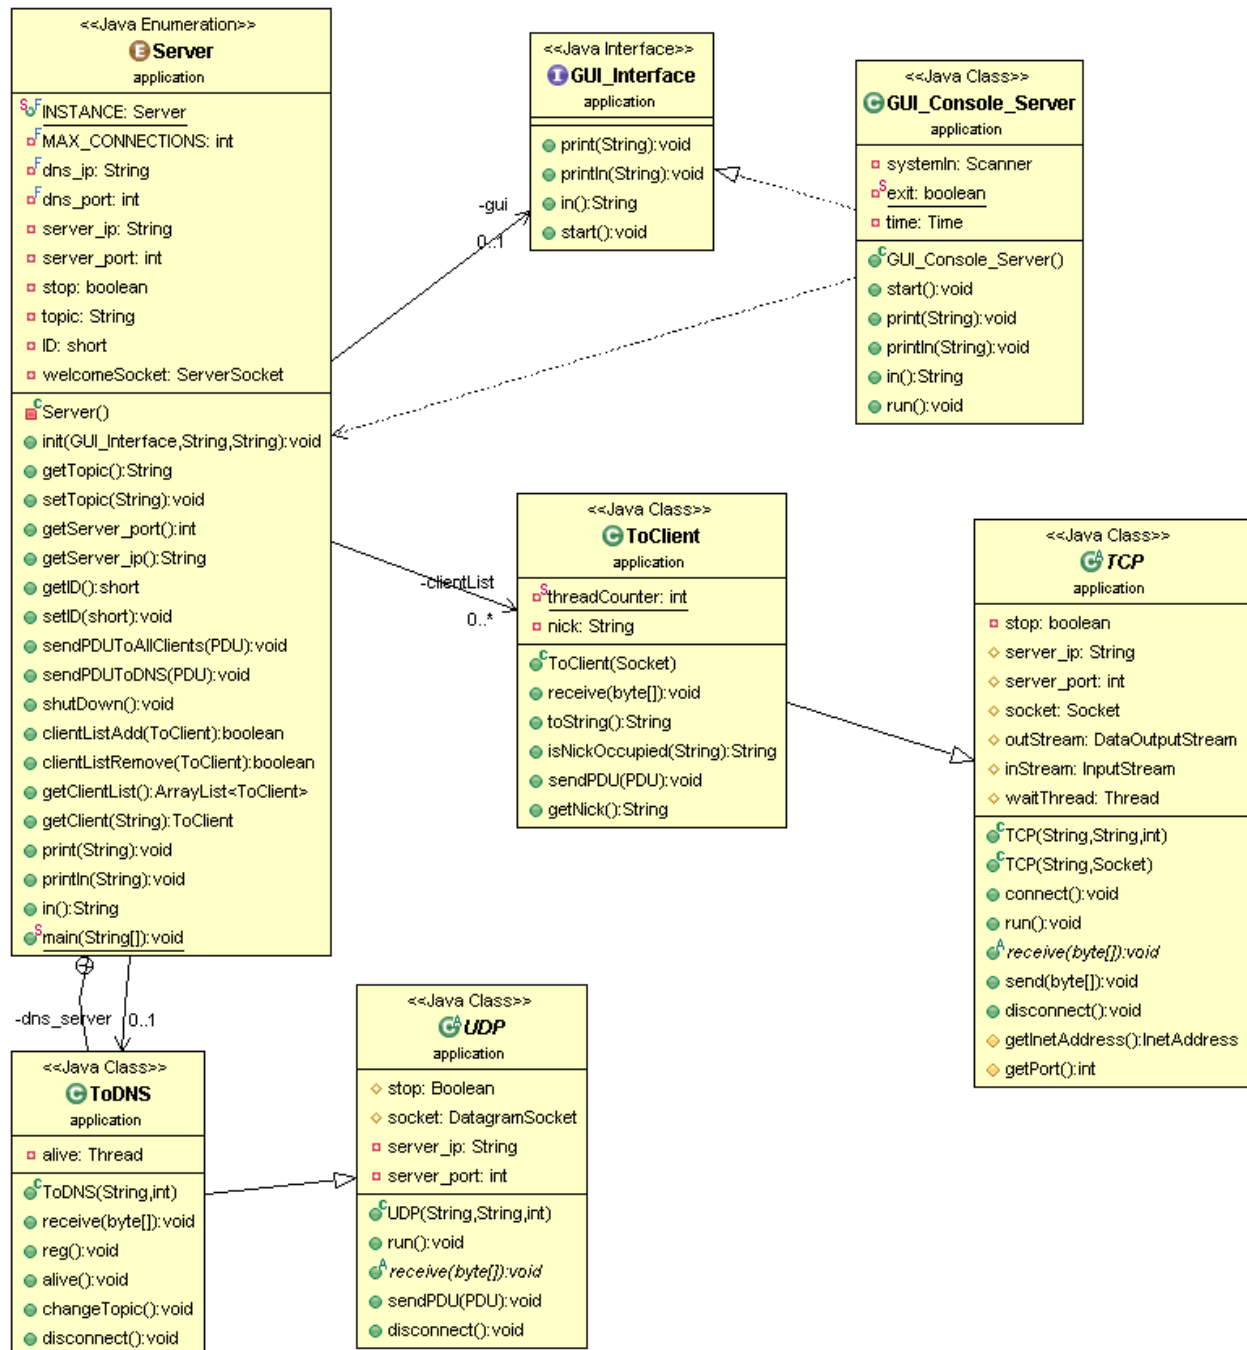 <<Java Enumeration>>
Server
application
INSTANCE: Server
MAX_CONNECTIONS: int
dns_ip: String
dns_port: int
server_ip: String
server_port: int
stop: boolean
topic: String
ID: short
welcomeSocket: ServerSocket
Server()
init(GUI_Interface,String,String):void
getTopic():String
setTopic(String):void
getServer_port():int
getServer_ip():String
getID():short
setID(short):void
sendPDUToAllClients(PDU):void
sendPDUToDNS(PDU):void
shutDown():void
clientListAdd(ToClient):boolean
clientListRemove(ToClient):boolean
getClientList():ArrayList<ToClient>
getClient(String):ToClient
print(String):void
println(String):void
in():String
main(String[]):void
-gui
0..1
<<Java Interface>>
GUI_Interface
application
print(String):void
println(String):void
in():String
start():void
<<Java Class>>
GUI_Console_Server
application
systemIn: Scanner
exit: boolean
time: Time
GUI_Console_Server()
start():void
print(String):void
println(String):void
in():String
run():void
-clientList
0..*
<<Java Class>>
ToClient
application
threadCounter: int
nick: String
ToClient(Socket)
receive(byte[]):void
toString():String
isNickOccupied(String):String
sendPDU(PDU):void
getNick():String
<<Java Class>>
TCP
application
stop: boolean
server_ip: String
server_port: int
socket: Socket
outStream: DataOutputStream
inStream: InputStream
waitThread: Thread
TCP(String,String,int)
TCP(String,Socket)
connect():void
run():void
receive(byte[]):void
send(byte[]):void
disconnect():void
getInetAddress():InetAddress
getPort():int
-dns_server
0..1
<<Java Class>>
ToDNS
application
alive: Thread
ToDNS(String,int)
receive(byte[]):void
reg():void
alive():void
changeTopic():void
disconnect():void
<<Java Class>>
UDP
application
stop: Boolean
socket: DatagramSocket
server_ip: String
server_port: int
UDP(String,String,int)
run():void
receive(byte[]):void
sendPDU(PDU):void
disconnect():void